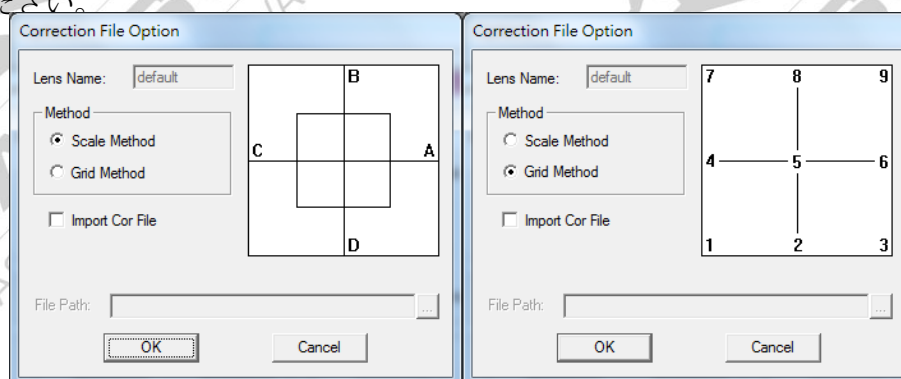 Correction File Option
Lens Name: default
Method
Scale Method
Grid Method
Import Cor File
B
C A
D
File Path:
...
OK Cancel
Correction File Option
Lens Name: default
Method
Scale Method
Grid Method
Import Cor File
7 8 9
4 5 6
1 2 3
File Path:
...
OK Cancel